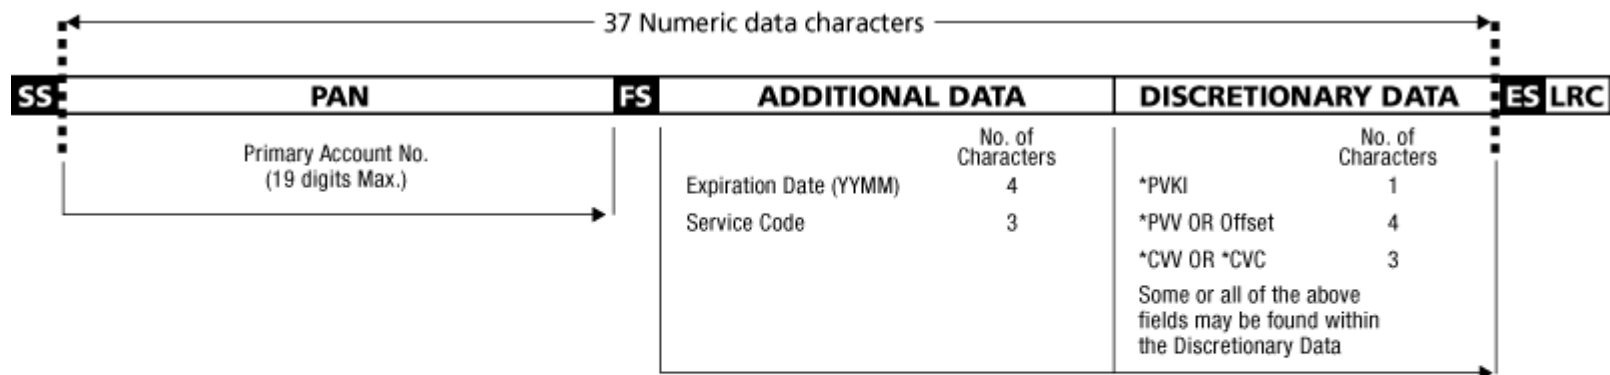 37 Numeric data characters
SS PAN FS ADDITIONAL DATA DISCRETIONARY DATA ES LRC
Primary Account No.
(19 digits Max.)
No. of
Characters
Expiration Date (YYMM) 4
Service Code 3
No. of
Characters
*PVKI 1
*PVV OR Offset 4
*CVV OR *CVC 3
Some or all of the above
fields may be found within
the Discretionary Data